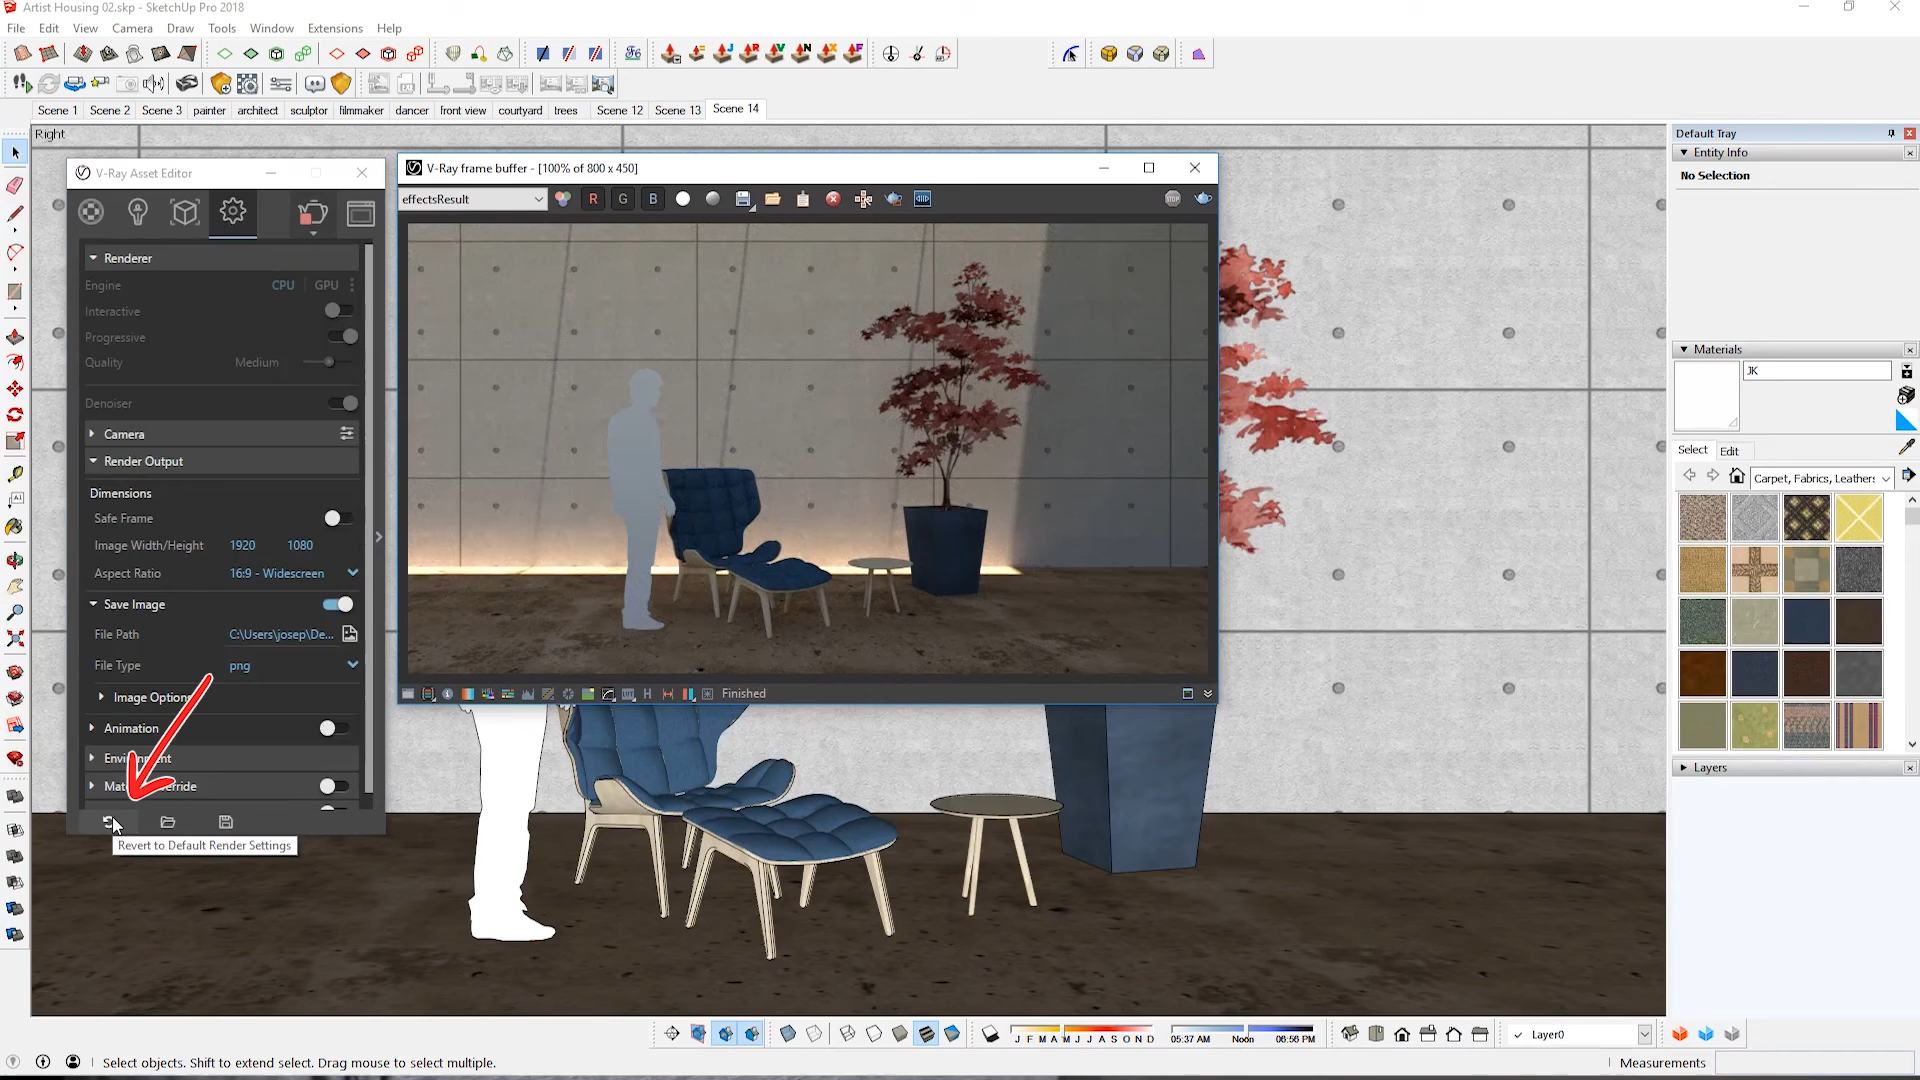 Artist Housing 02.skp - SketchUp Pro 2018
File Edit View Camera Draw Tools Window Extensions Help
Scene 1 Scene 2 Scene 3 painter architect sculptor filmmaker dancer front view courtyard trees Scene 12 Scene 13 Scene 14
Right
V-Ray Asset Editor
Renderer
Engine CPU GPU
Interactive
Progressive
Quality Medium
Denoiser
Camera
Render Output
Dimensions
Safe Frame
Image Width/Height 1920 1080
Aspect Ratio 16:9 - Widescreen
Save Image
File Path C:\Users\josep\De...
File Type png
Image Options
Animation
Environment
Revert to Default Render Settings
V-Ray frame buffer - [100% of 800 x 450]
effectsResult R G B STOP
H Finished
Default Tray
Entity Info
No Selection
Materials
JK
Select Edit
Carpet, Fabrics, Leathers
Layers
J F M A M J J A S O N D 05:37 AM Noon 06:56 PM Layer0
Select objects. Shift to extend select. Drag mouse to select multiple. Measurements